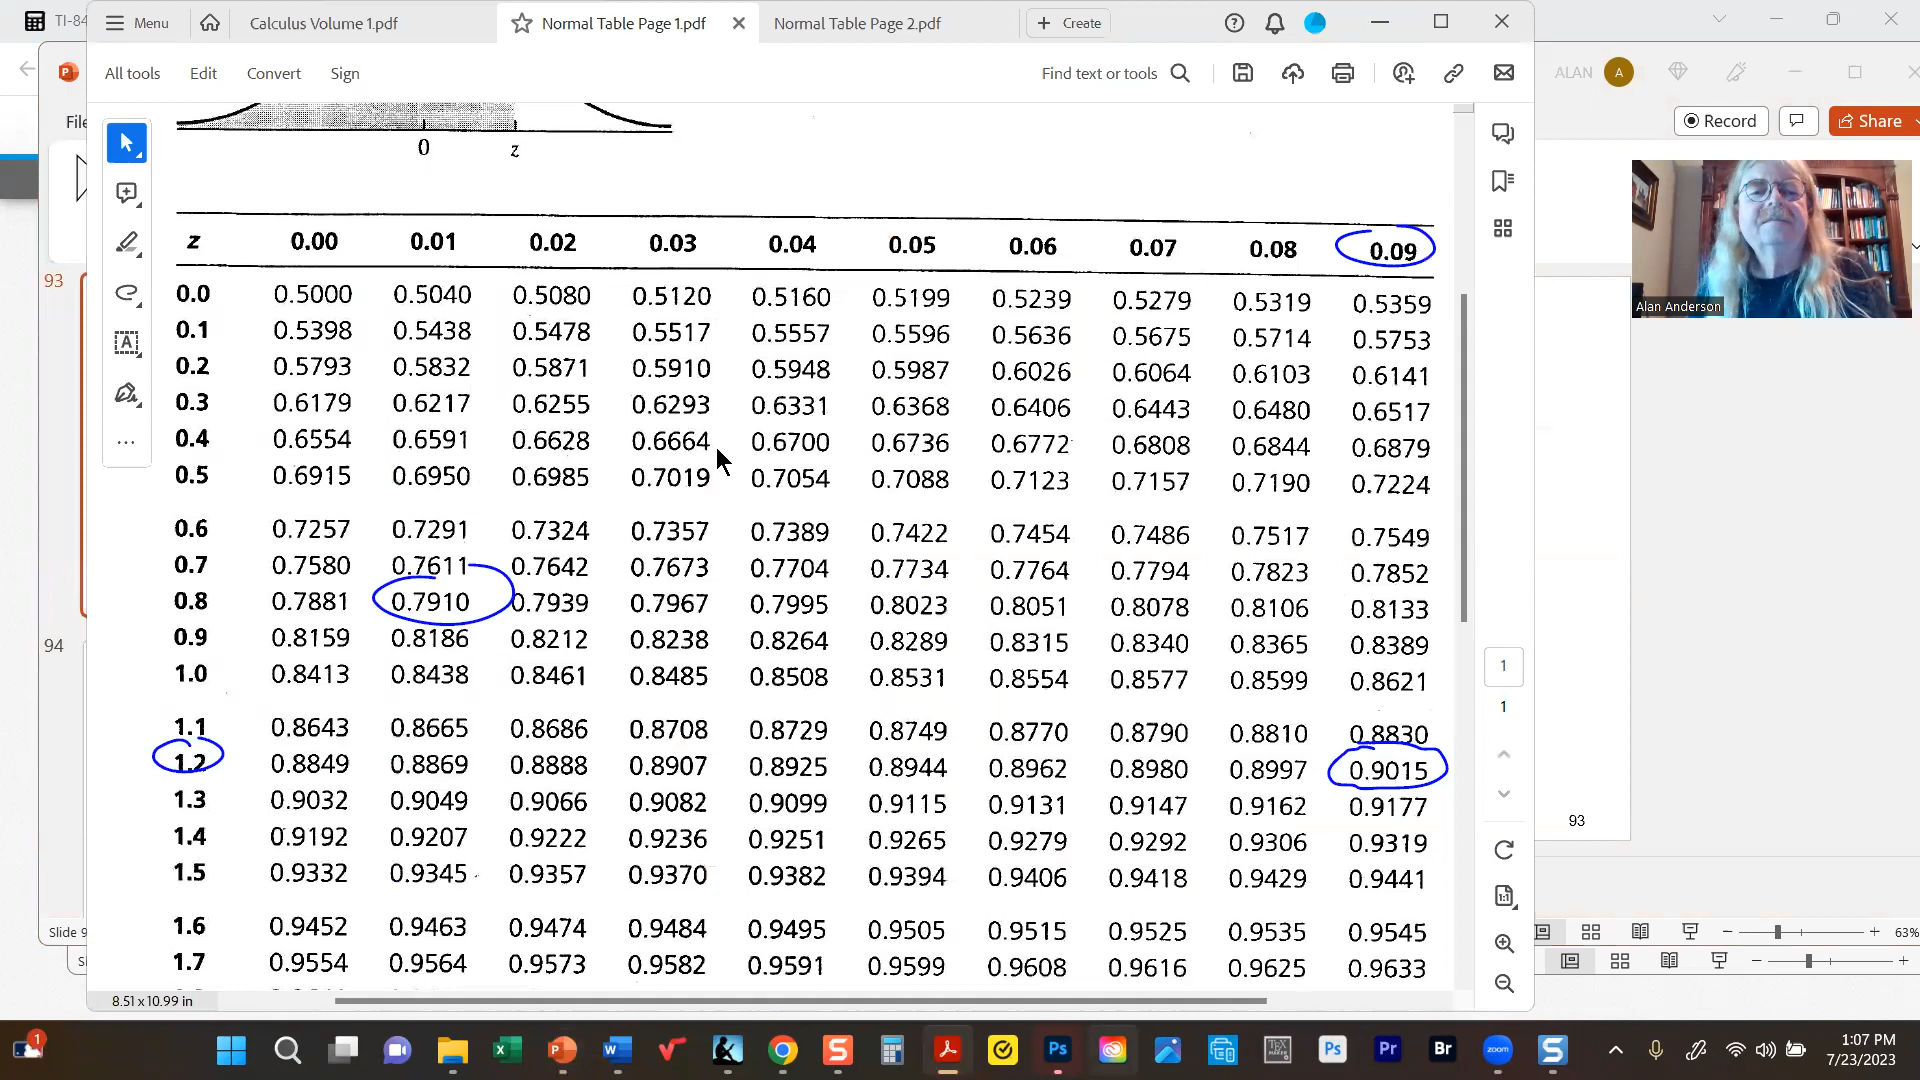 TI-84
Menu
Calculus Volume 1.pdf
Normal Table Page 1.pdf
Normal Table Page 2.pdf
Create
All tools Edit Convert Sign
Find text or tools
ALAN A
File
Record
Share
Alan Anderson
0 z
z 0.00 0.01 0.02 0.03 0.04 0.05 0.06 0.07 0.08 0.09
0.0 0.5000 0.5040 0.5080 0.5120 0.5160 0.5199 0.5239 0.5279 0.5319 0.5359
0.1 0.5398 0.5438 0.5478 0.5517 0.5557 0.5596 0.5636 0.5675 0.5714 0.5753
0.2 0.5793 0.5832 0.5871 0.5910 0.5948 0.5987 0.6026 0.6064 0.6103 0.6141
0.3 0.6179 0.6217 0.6255 0.6293 0.6331 0.6368 0.6406 0.6443 0.6480 0.6517
0.4 0.6554 0.6591 0.6628 0.6664 0.6700 0.6736 0.6772 0.6808 0.6844 0.6879
0.5 0.6915 0.6950 0.6985 0.7019 0.7054 0.7088 0.7123 0.7157 0.7190 0.7224
0.6 0.7257 0.7291 0.7324 0.7357 0.7389 0.7422 0.7454 0.7486 0.7517 0.7549
0.7 0.7580 0.7611 0.7642 0.7673 0.7704 0.7734 0.7764 0.7794 0.7823 0.7852
0.8 0.7881 0.7910 0.7939 0.7967 0.7995 0.8023 0.8051 0.8078 0.8106 0.8133
0.9 0.8159 0.8186 0.8212 0.8238 0.8264 0.8289 0.8315 0.8340 0.8365 0.8389
1.0 0.8413 0.8438 0.8461 0.8485 0.8508 0.8531 0.8554 0.8577 0.8599 0.8621
1.1 0.8643 0.8665 0.8686 0.8708 0.8729 0.8749 0.8770 0.8790 0.8810 0.8830
1.2 0.8849 0.8869 0.8888 0.8907 0.8925 0.8944 0.8962 0.8980 0.8997 0.9015
1.3 0.9032 0.9049 0.9066 0.9082 0.9099 0.9115 0.9131 0.9147 0.9162 0.9177
1.4 0.9192 0.9207 0.9222 0.9236 0.9251 0.9265 0.9279 0.9292 0.9306 0.9319
1.5 0.9332 0.9345 0.9357 0.9370 0.9382 0.9394 0.9406 0.9418 0.9429 0.9441
1.6 0.9452 0.9463 0.9474 0.9484 0.9495 0.9505 0.9515 0.9525 0.9535 0.9545
1.7 0.9554 0.9564 0.9573 0.9582 0.9591 0.9599 0.9608 0.9616 0.9625 0.9633
93
94
1
1
93
Slide 9
63%
8.51 x 10.99 in
1:07 PM
7/23/2023